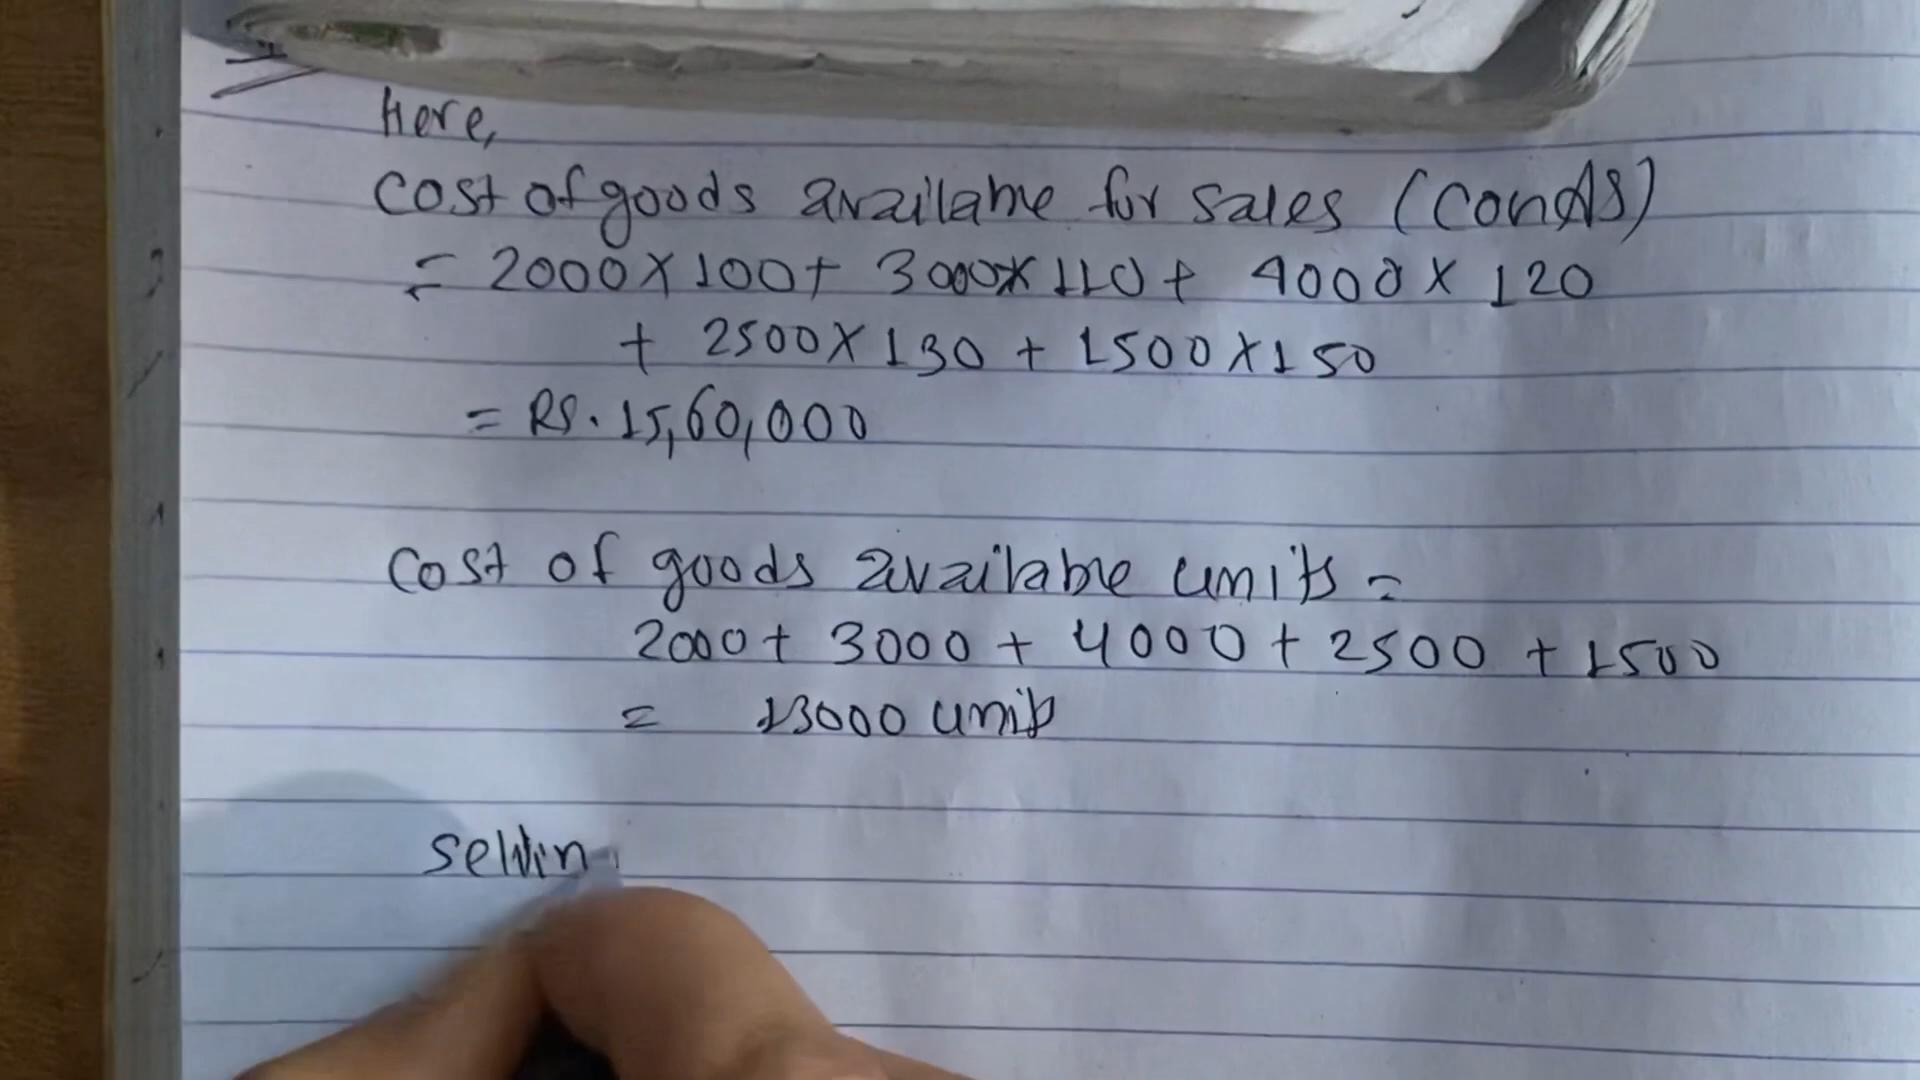 Here,
Cost of goods available for sales (COGAS)
= 2000 X 100 + 3000 X 110 + 4000 X 120
+ 2500 X 130 + 1500 X 150
= RS. 15,60,000
Cost of goods available units =
2000 + 3000 + 4000 + 2500 + 1500
= 13000 units
sellin